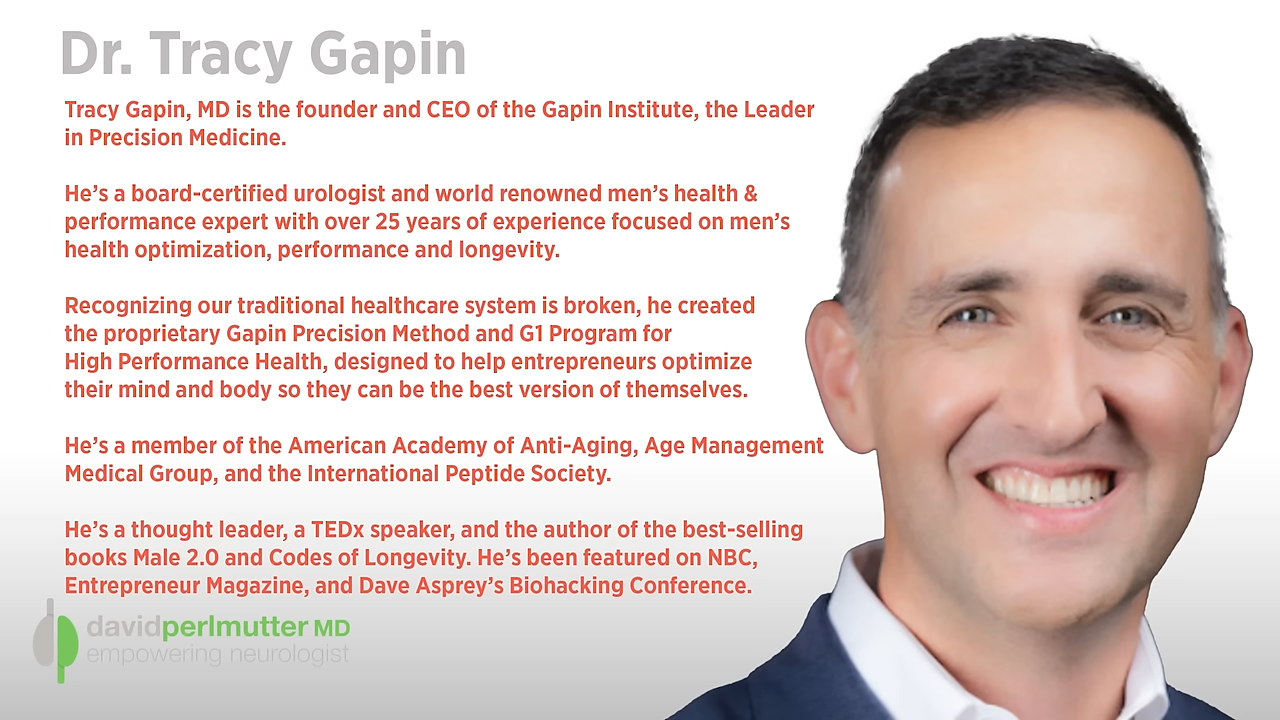 Dr. Tracy Gapin
Tracy Gapin, MD is the founder and CEO of the Gapin Institute, the Leader
in Precision Medicine.
He’s a board-certified urologist and world renowned men’s health &
performance expert with over 25 years of experience focused on men’s
health optimization, performance and longevity.
Recognizing our traditional healthcare system is broken, he created
the proprietary Gapin Precision Method and G1 Program for
High Performance Health, designed to help entrepreneurs optimize
their mind and body so they can be the best version of themselves.
He’s a member of the American Academy of Anti-Aging, Age Management
Medical Group, and the International Peptide Society.
He’s a thought leader, a TEDx speaker, and the author of the best-selling
books Male 2.0 and Codes of Longevity. He’s been featured on NBC,
Entrepreneur Magazine, and Dave Asprey’s Biohacking Conference.
davidperlmutter MD
empowering neurologist